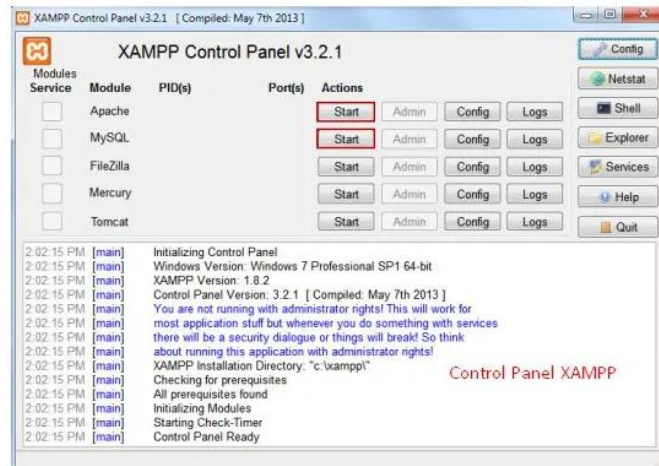 XAMPP Control Panel v3.2.1 [ Compiled: May 7th 2013 ]
XAMPP Control Panel v3.2.1
Config
Modules
Service Module PID(s) Port(s) Actions
Netstat
Apache Start Admin Config Logs
Shell
MySQL Start Admin Config Logs
Explorer
FileZilla Start Admin Config Logs
Services
Mercury Start Admin Config Logs
Help
Tomcat Start Admin Config Logs
Quit
2:02:15 PM [main] Initializing Control Panel
2:02:15 PM [main] Windows Version: Windows 7 Professional SP1 64-bit
2:02:15 PM [main] XAMPP Version: 1.8.2
2:02:15 PM [main] Control Panel Version: 3.2.1 [ Compiled: May 7th 2013 ]
2:02:15 PM [main] You are not running with administrator rights! This will work for
2:02:15 PM [main] most application stuff but whenever you do something with services
2:02:15 PM [main] there will be a security dialogue or things will break! So think
2:02:15 PM [main] about running this application with administrator rights!
2:02:15 PM [main] XAMPP Installation Directory: "c:\xampp\"
2:02:15 PM [main] Checking for prerequisites
Control Panel XAMPP
2:02:15 PM [main] All prerequisites found
2:02:15 PM [main] Initializing Modules
2:02:15 PM [main] Starting Check-Timer
2:02:15 PM [main] Control Panel Ready